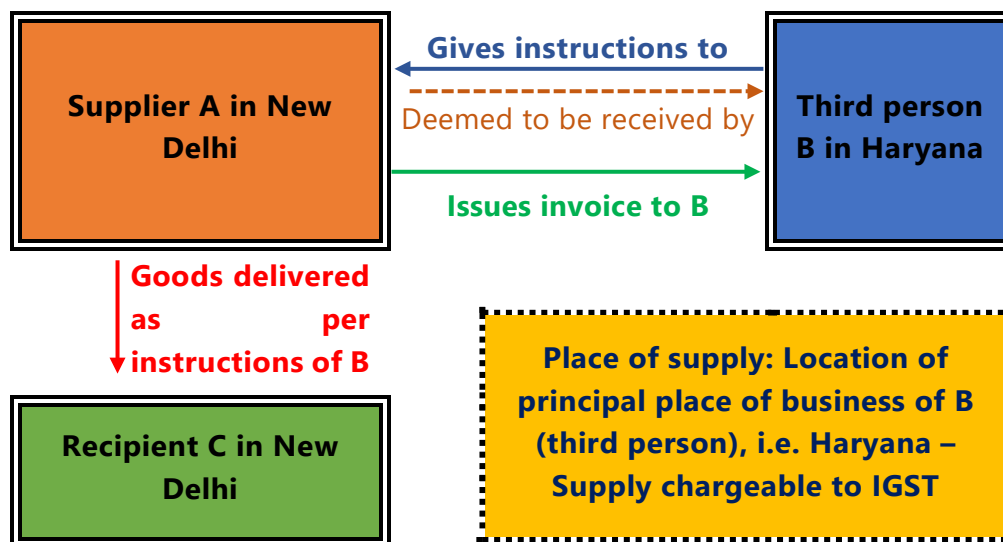 Gives instructions to
Supplier A in New
Delhi
Deemed to be received by
Third person
B in Haryana
Issues invoice to B
Goods delivered
as per
instructions of B
Place of supply: Location of
principal place of business of B
(third person), i.e. Haryana –
Supply chargeable to IGST
Recipient C in New
Delhi